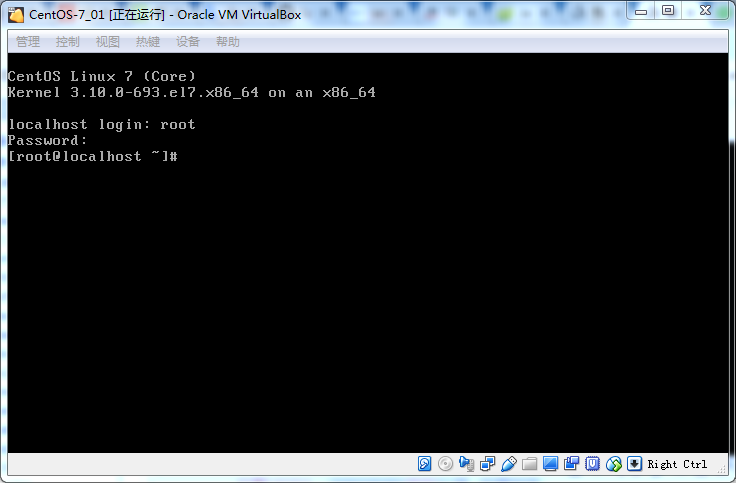 CentOS-7_01 [正在运行] - Oracle VM VirtualBox
管理 控制 视图 热键 设备 帮助
CentOS Linux 7 (Core)
Kernel 3.10.0-693.el7.x86_64 on an x86_64
localhost login: root
Password:
[root@localhost ~]#
Right Ctrl